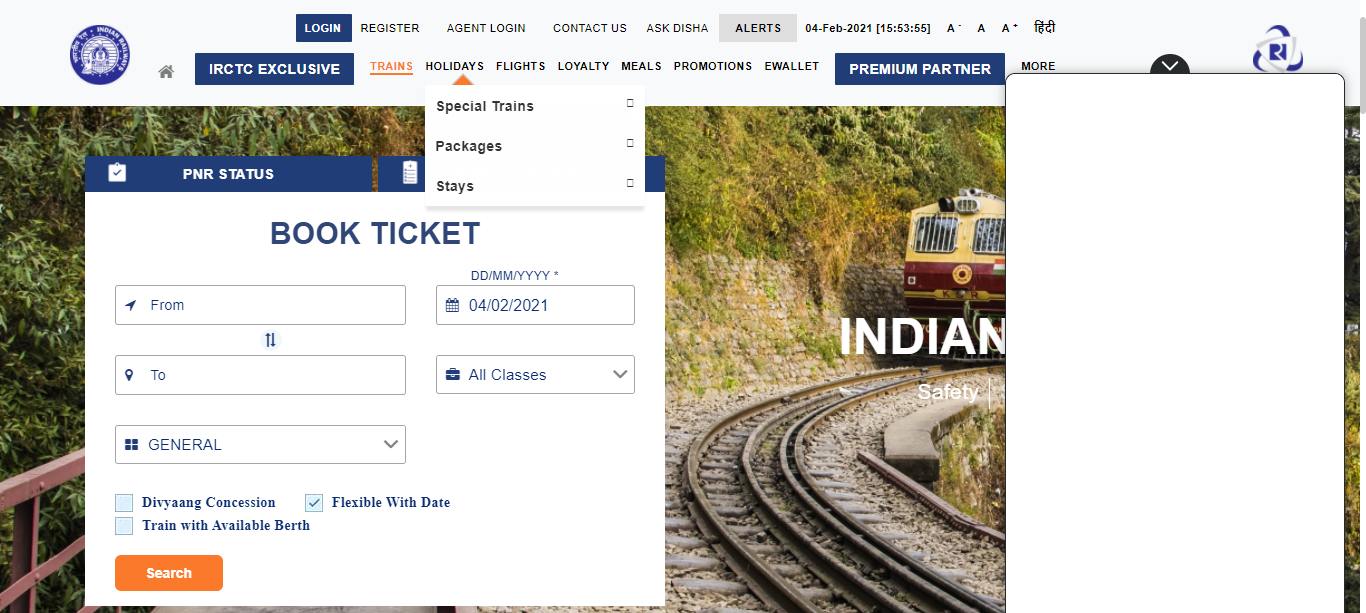 LOGIN REGISTER AGENT LOGIN CONTACT US ASK DISHA ALERTS 04-Feb-2021 [15:53:55] A- A A+ हिंदी
INDIAN RAILWAYS
IRCTC EXCLUSIVE TRAINS HOLIDAYS FLIGHTS LOYALTY MEALS PROMOTIONS EWALLET PREMIUM PARTNER MORE
Special Trains
Packages
Stays
PNR STATUS
BOOK TICKET
DD/MM/YYYY *
From
04/02/2021
To
All Classes
GENERAL
Divyaang Concession
Flexible With Date
Train with Available Berth
Search
INDIAN
Safety